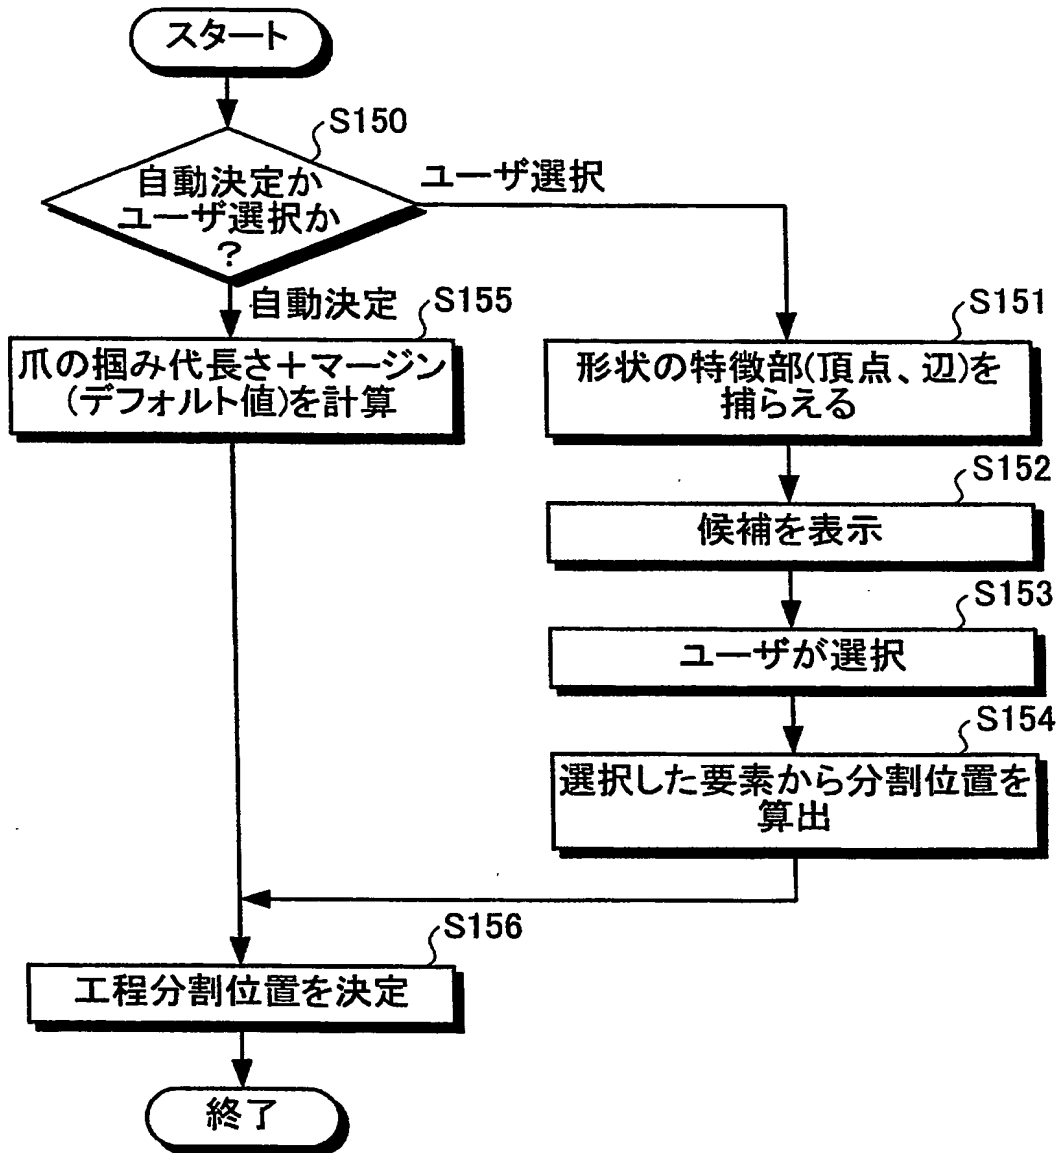 スタート
S150
自動決定か
ユーザ選択か
?
ユーザ選択
自動決定
S155
爪の掴み代長さ+マージン
(デフォルト値)を計算
S151
形状の特徴部(頂点、辺)を
捕らえる
S152
候補を表示
S153
ユーザが選択
S154
選択した要素から分割位置を
算出
S156
工程分割位置を決定
終了